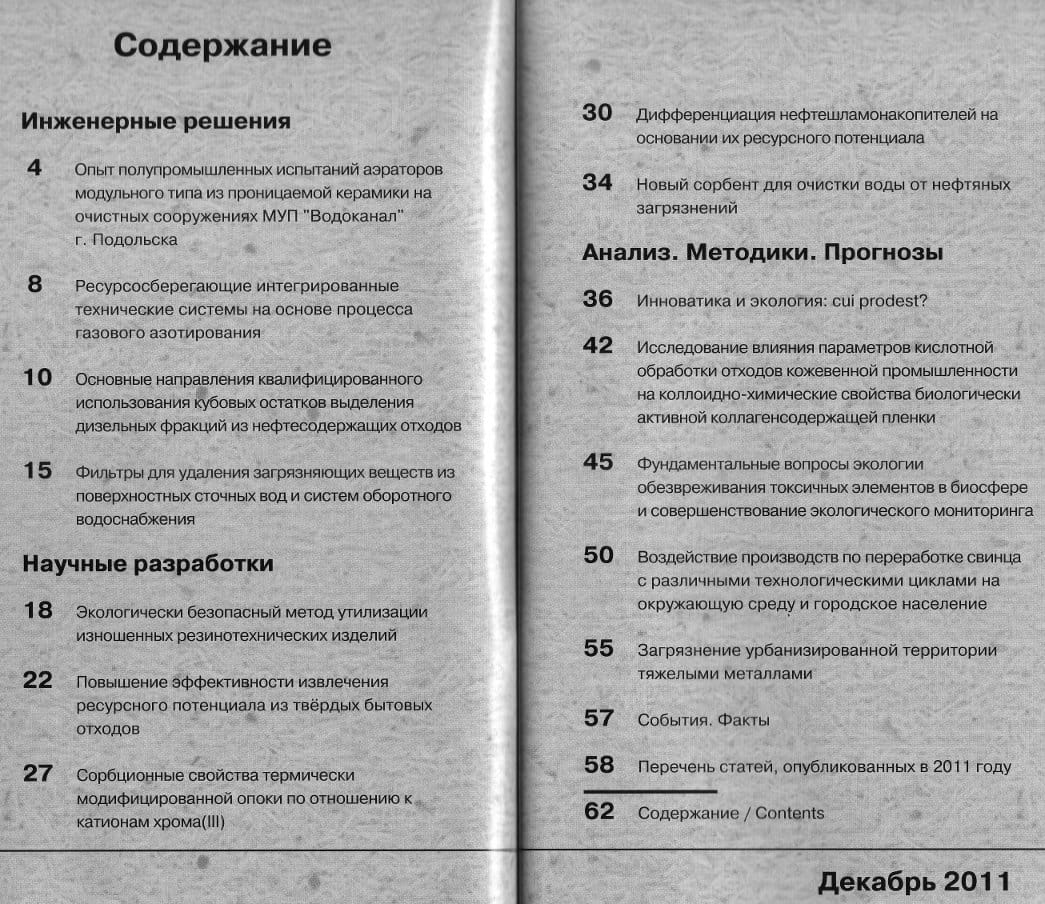 Содержание
Инженерные решения
4 Опыт полупромышленных испытаний аэраторов
модульного типа из проницаемой керамики на
очистных сооружениях МУП "Водоканал"
г. Подольска
8 Ресурсосберегающие интегрированные
технические системы на основе процесса
газового азотирования
10 Основные направления квалифицированного
использования кубовых остатков выделения
дизельных фракций из нефтесодержащих отходов
15 Фильтры для удаления загрязняющих веществ из
поверхностных сточных вод и систем оборотного
водоснабжения
Научные разработки
18 Экологически безопасный метод утилизации
изношенных резинотехнических изделий
22 Повышение эффективности извлечения
ресурсного потенциала из твёрдых бытовых
отходов
27 Сорбционные свойства термически
модифицированной опоки по отношению к
катионам хрома(III)
30 Дифференциация нефтешламонакопителей на
основании их ресурсного потенциала
34 Новый сорбент для очистки воды от нефтяных
загрязнений
Анализ. Методики. Прогнозы
36 Инноватика и экология: cui prodest?
42 Исследование влияния параметров кислотной
обработки отходов кожевенной промышленности
на коллоидно-химические свойства биологически
активной коллагенсодержащей пленки
45 Фундаментальные вопросы экологии
обезвреживания токсичных элементов в биосфере
и совершенствование экологического мониторинга
50 Воздействие производств по переработке свинца
с различными технологическими циклами на
окружающую среду и городское население
55 Загрязнение урбанизированной территории
тяжелыми металлами
57 События. Факты
58 Перечень статей, опубликованных в 2011 году
62 Содержание / Contents
Декабрь 2011